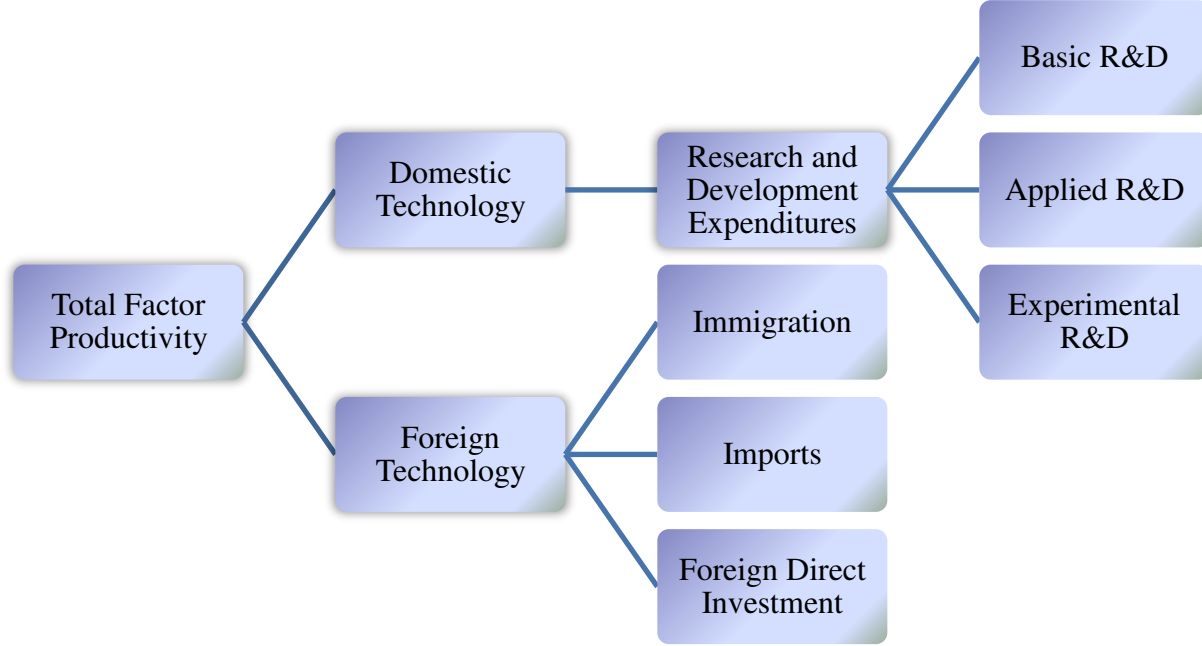 Total Factor
Productivity
Domestic
Technology
Research and
Development
Expenditures
Basic R&D
Applied R&D
Experimental
R&D
Foreign
Technology
Immigration
Imports
Foreign Direct
Investment